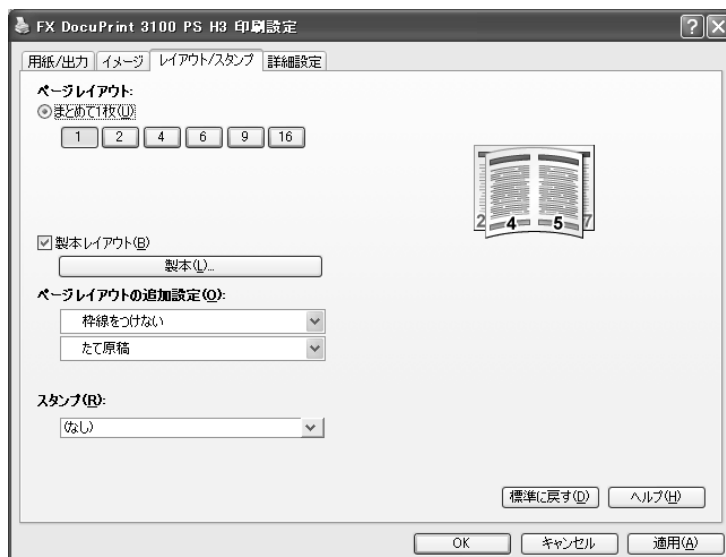 FX DocuPrint 3100 PS H3 印刷設定
用紙/出力 イメージ レイアウト/スタンプ 詳細設定
ページレイアウト:
まとめて1枚(U)
1 2 4 6 9 16
2 4 5 7
製本レイアウト(B)
製本(L)...
ページレイアウトの追加設定(O):
枠線をつけない
たて原稿
スタンプ(R):
(なし)
標準に戻す(D) ヘルプ(H)
OK キャンセル 適用(A)